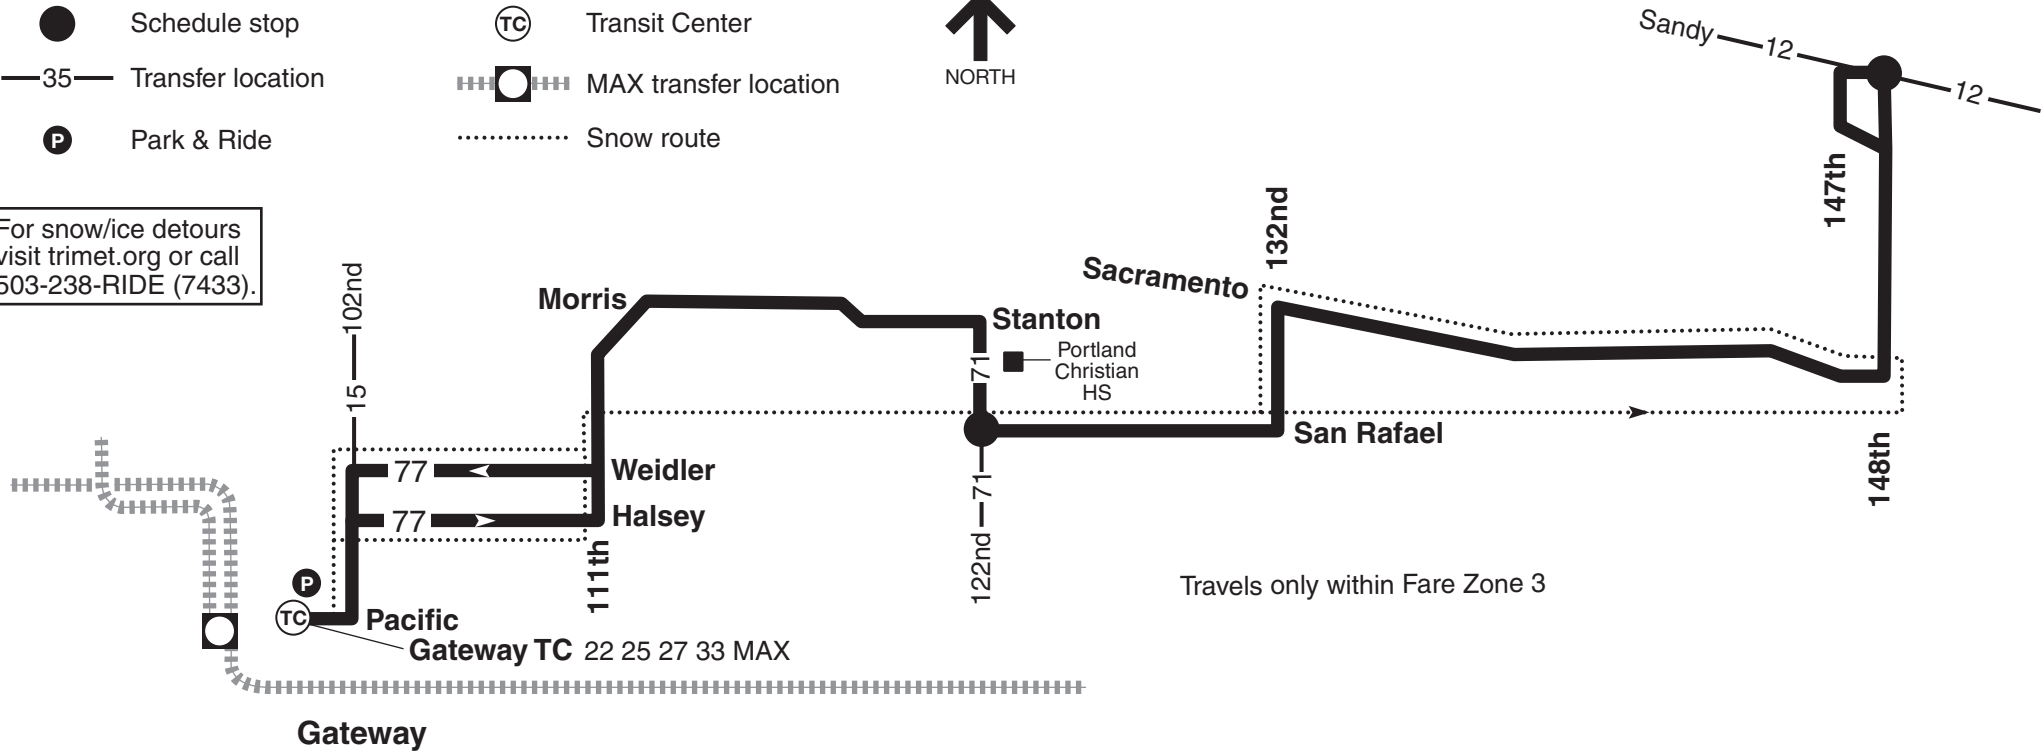 Schedule stop
TC Transit Center
35 Transfer location
MAX transfer location
P Park & Ride
Snow route
NORTH
Sandy 12
12
147th
For snow/ice detours
visit trimet.org or call
503-238-RIDE (7433).
132nd
Sacramento
102nd
15
Morris
Stanton
71
Portland
Christian
HS
San Rafael
148th
77
Weidler
77
Halsey
71
122nd
111th
Travels only within Fare Zone 3
P
TC
Pacific
Gateway TC 22 25 27 33 MAX
Gateway